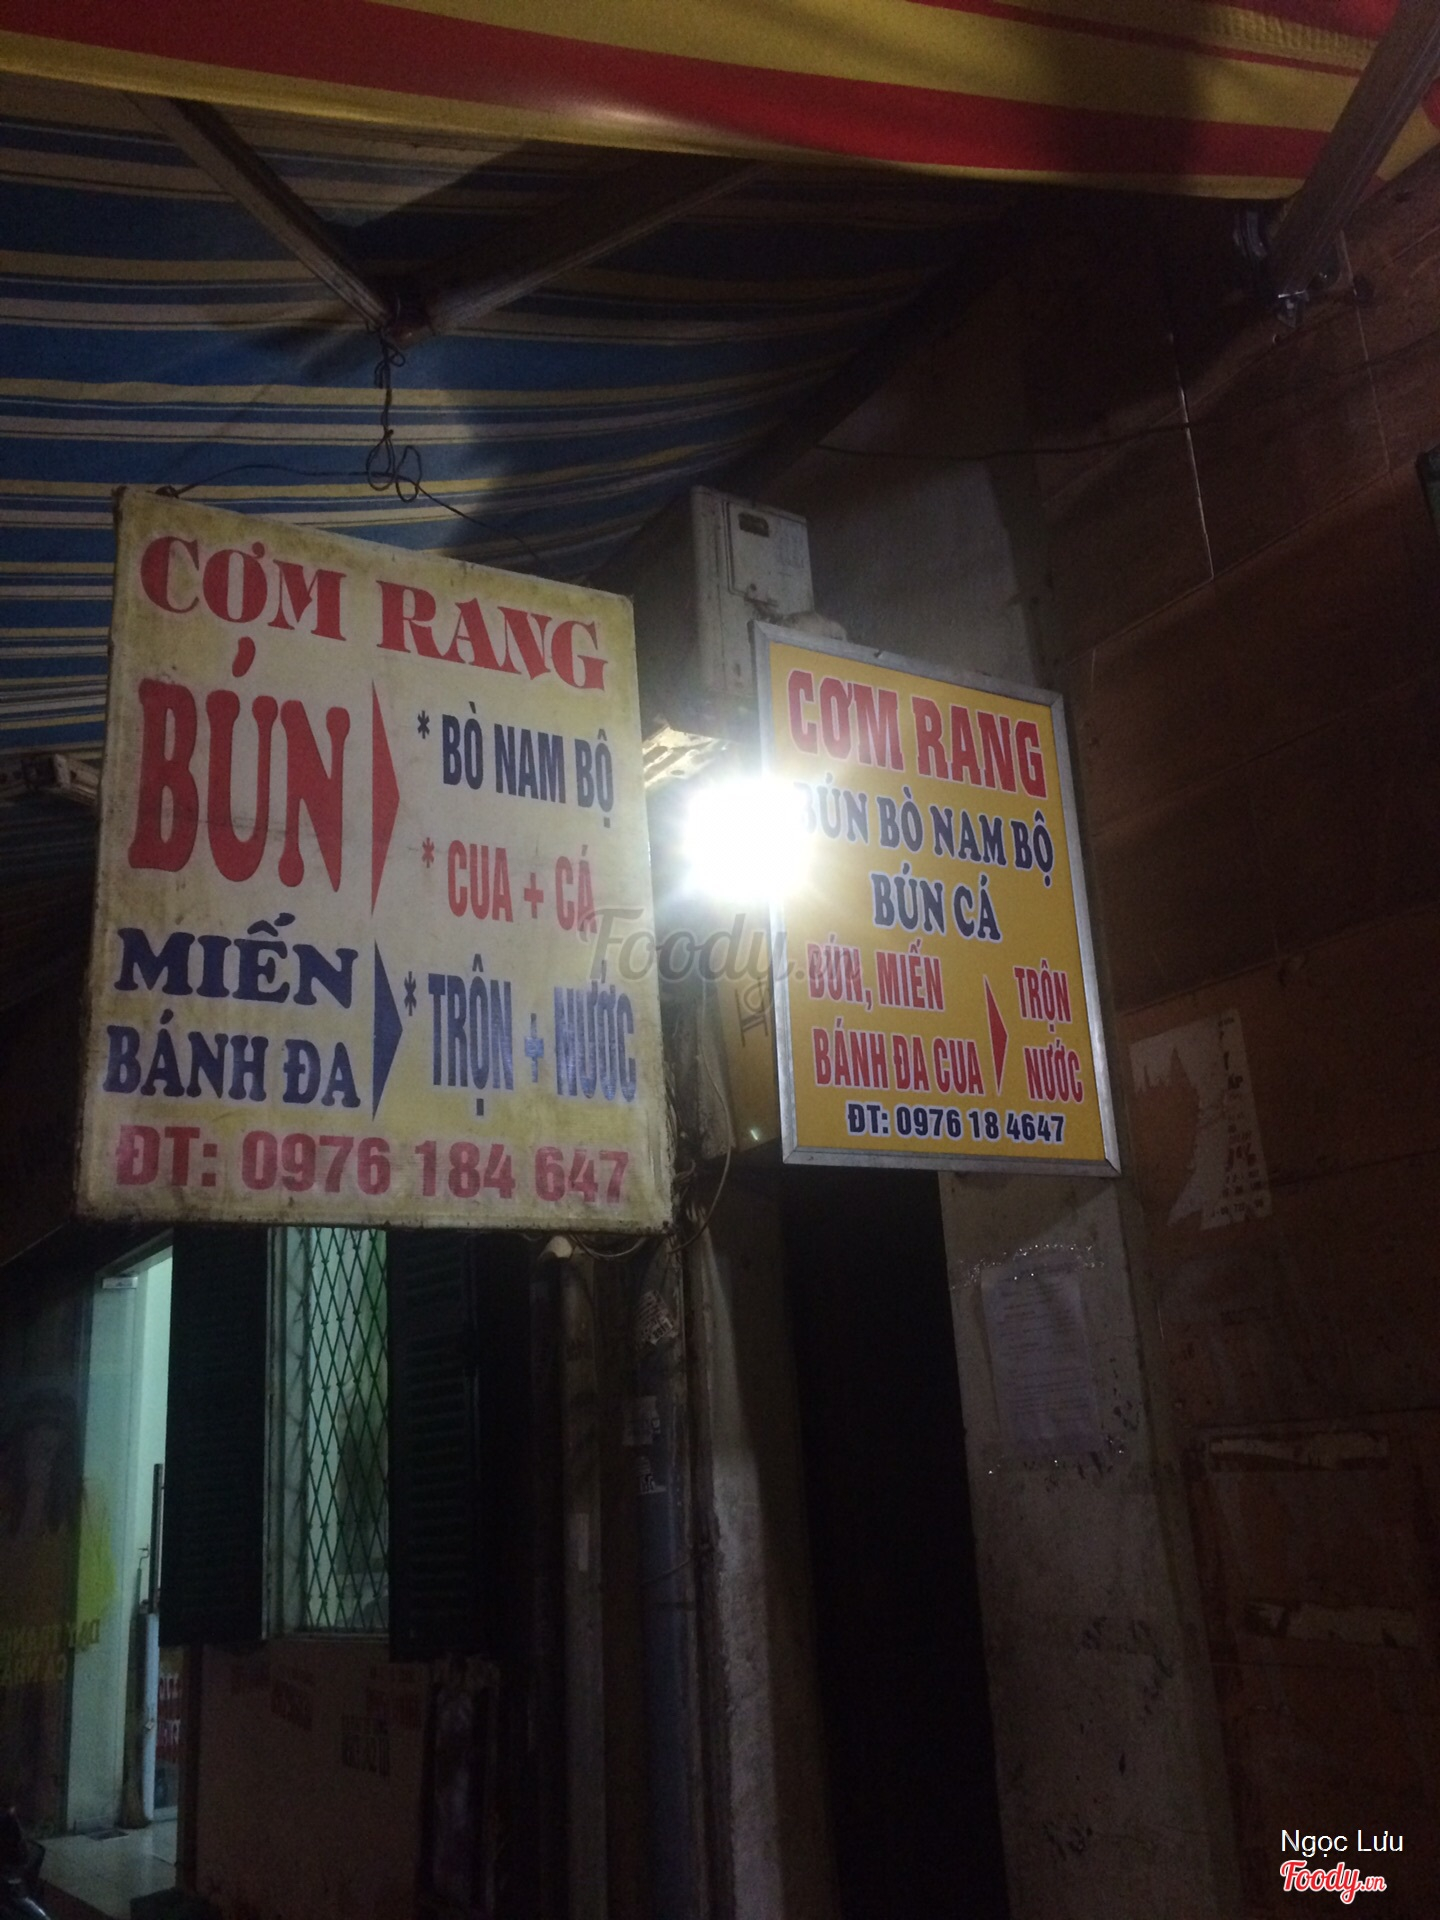 CƠM RANG
BÚN
* BÒ NAM BỘ
* CUA + CÁ
MIẾN
BÁNH ĐA
* TRỘN + NƯỚC
ĐT: 0976 184 647
CƠM RANG
BÚN BÒ NAM BỘ
BÚN CÁ
BÚN, MIẾN
BÁNH ĐA CUA
TRỘN
NƯỚC
ĐT: 0976 18 4647
Foody.vn
Ngọc Lưu
Foody.vn